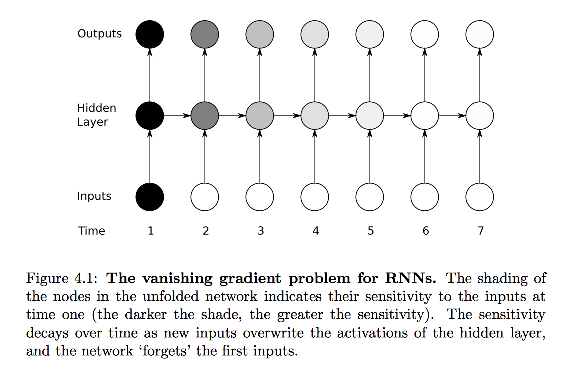 Outputs
Hidden
Layer
Inputs
Time 1 2 3 4 5 6 7
Figure 4.1: The vanishing gradient problem for RNNs. The shading of
the nodes in the unfolded network indicates their sensitivity to the inputs at
time one (the darker the shade, the greater the sensitivity). The sensitivity
decays over time as new inputs overwrite the activations of the hidden layer,
and the network ‘forgets’ the first inputs.